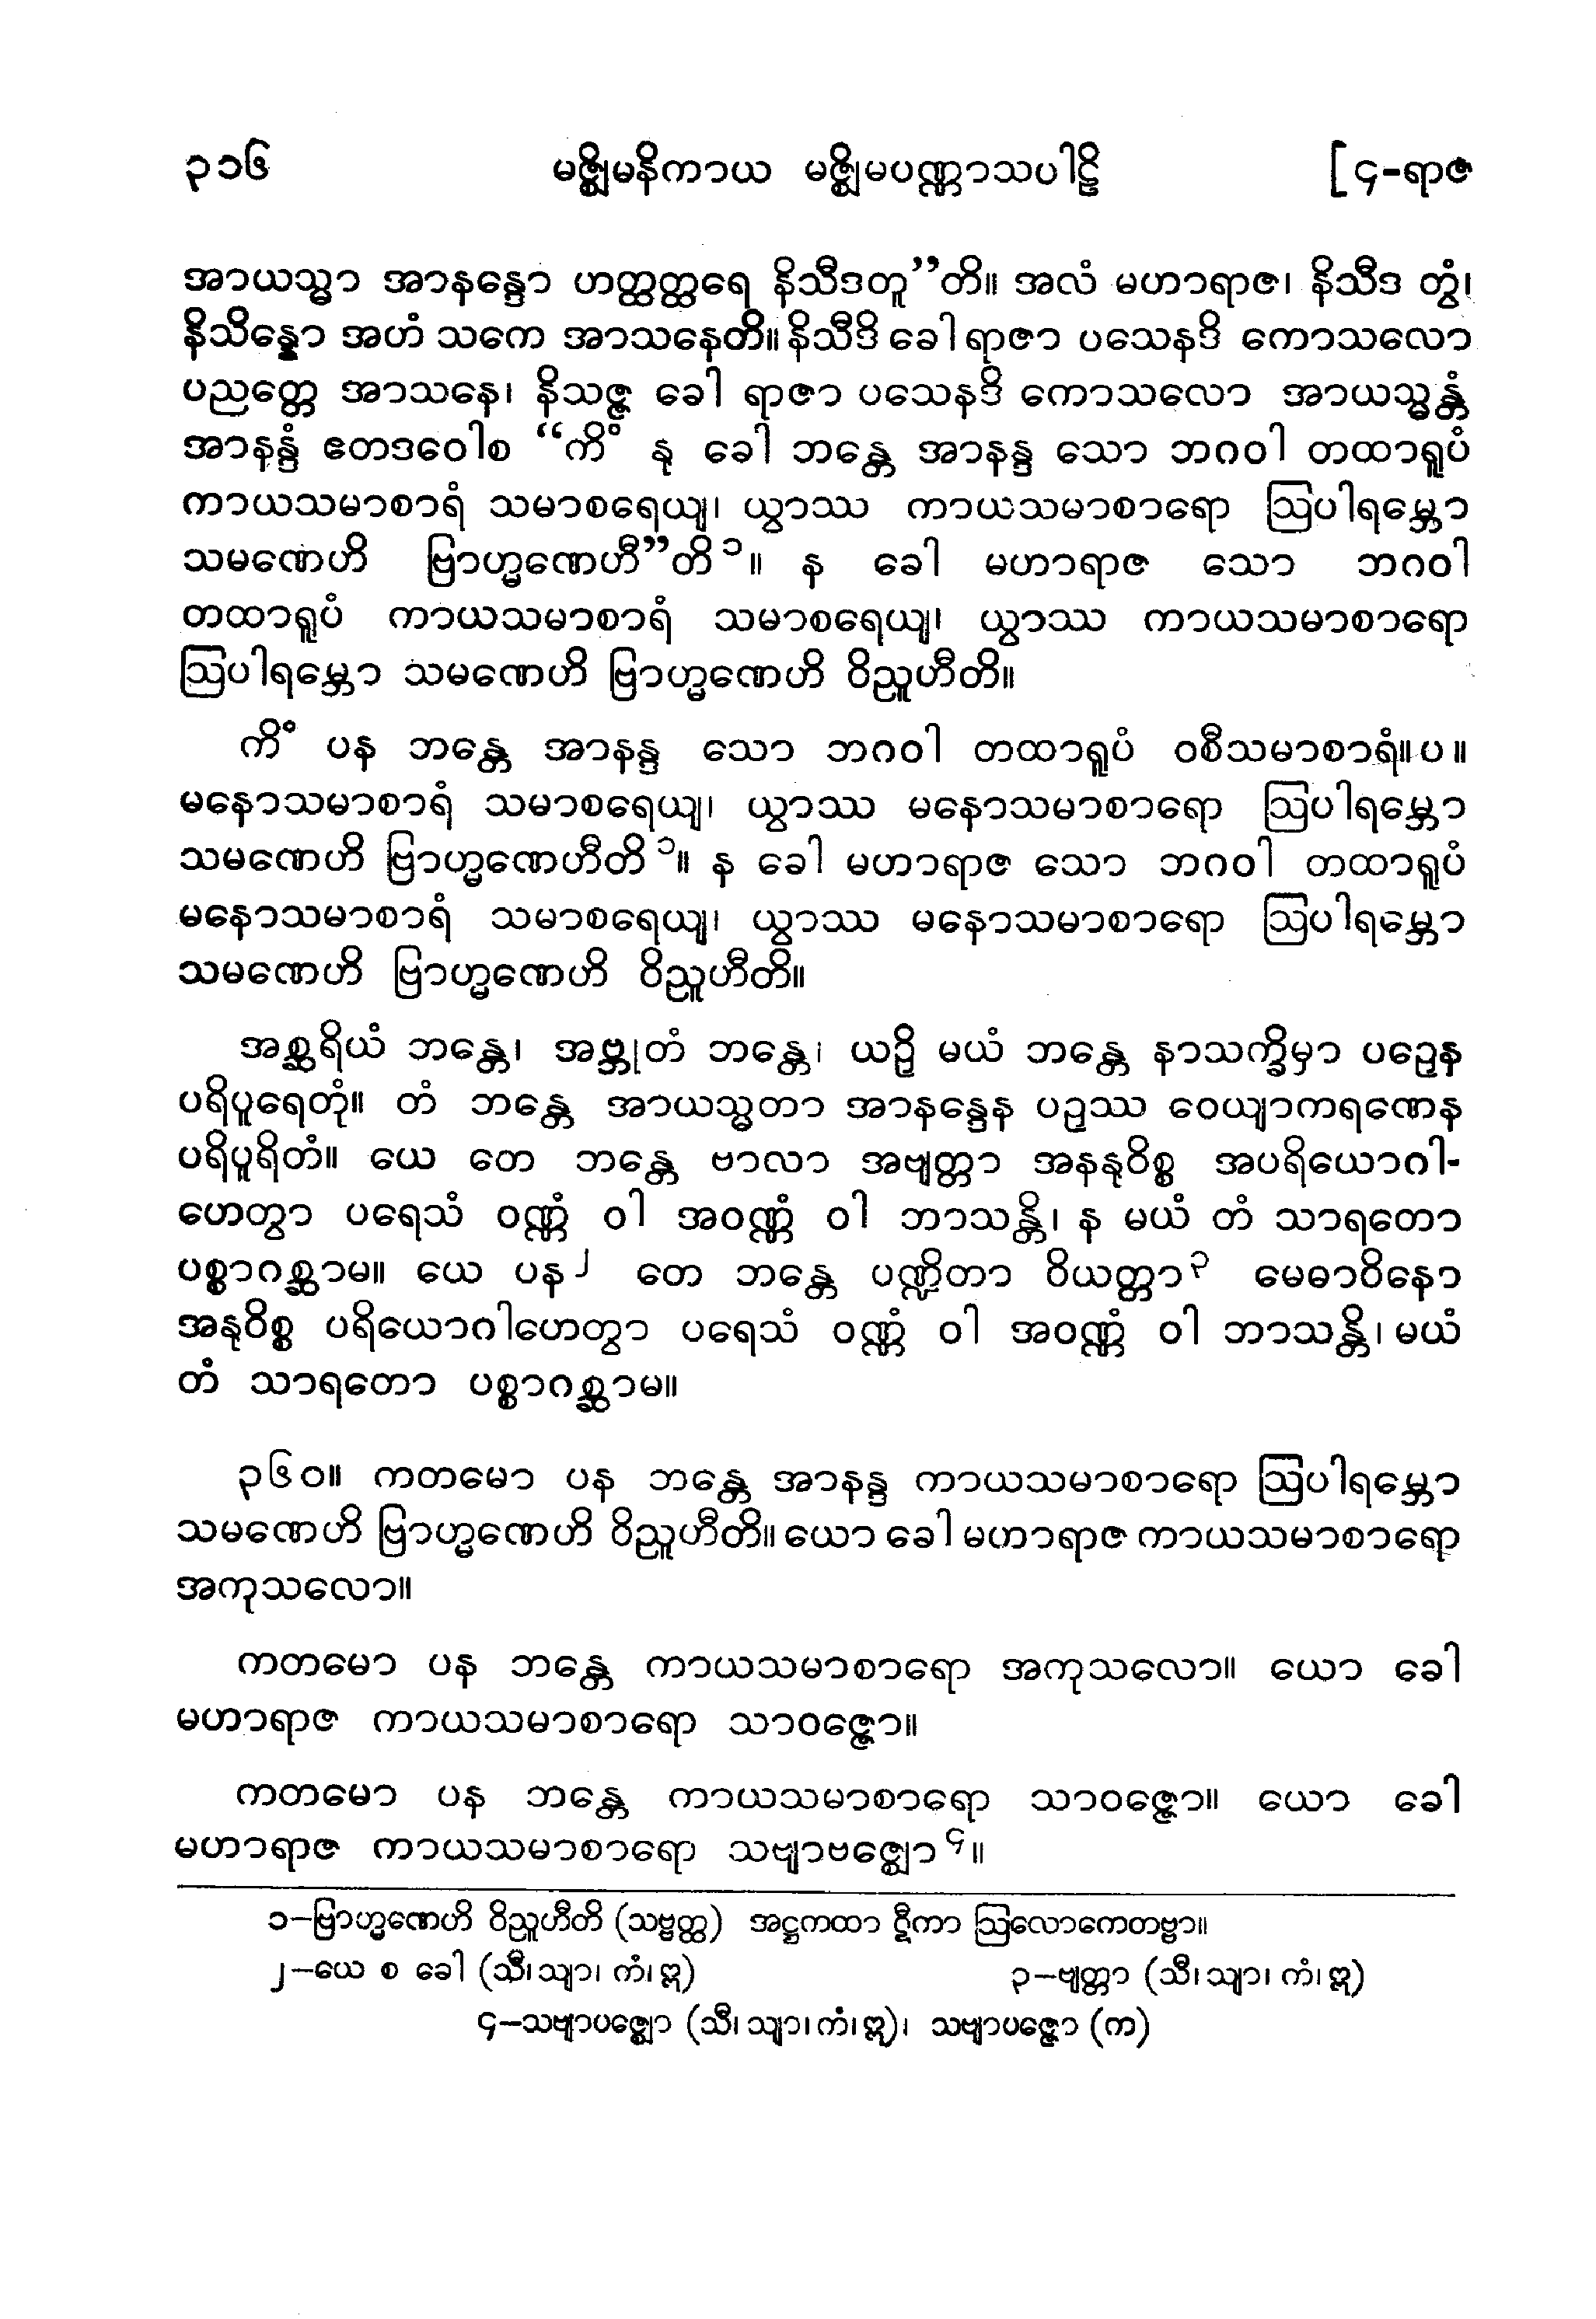 ၃၁၆ မဇ္ဈိမနိကာယ မဇ္ဈိမပဏ္ဏာသပါဠိ [၄-ရာဇ
အာယသ္မာ အာနန္ဒော ဟတ္ထတ္ထရေ နိသီဒတူ”တိ။ အလံ မဟာရာဇ၊ နိသီဒ တွံ၊
နိသိန္နော အဟံ သကေ အာသနေတိ။ နိသီဒိ ခေါ ရာဇာ ပသေနဒိ ကောသလော
ပညတ္တေ အာသနေ၊ နိသဇ္ဇ ခေါ ရာဇာ ပသေနဒိ ကောသလော အာယသ္မန္တံ
အာနန္ဒံ ဧတဒဝေါစ “ကိံ နု ခေါ ဘန္တေ အာနန္ဒ သော ဘဂဝါ တထာရူပံ
ကာယသမာစာရံ သမာစရေယျ၊ ယွာဿ ကာယသမာစာရော ဩပါရမ္ဘော
သမဏေဟိ ဗြာဟ္မဏေဟီ”တိ၁။ န ခေါ မဟာရာဇ သော ဘဂဝါ
တထာရူပံ ကာယသမာစာရံ သမာစရေယျ၊ ယွာဿ ကာယသမာစာရော
ဩပါရမ္ဘော သမဏေဟိ ဗြာဟ္မဏေဟိ ဝိညူဟီတိ။
ကိံ ပန ဘန္တေ အာနန္ဒ သော ဘဂဝါ တထာရူပံ ဝစီသမာစာရံ။ပ။
မနောသမာစာရံ သမာစရေယျ၊ ယွာဿ မနောသမာစာရော ဩပါရမ္ဘော
သမဏေဟိ ဗြာဟ္မဏေဟီတိ၁။ န ခေါ မဟာရာဇ သော ဘဂဝါ တထာရူပံ
မနောသမာစာရံ သမာစရေယျ၊ ယွာဿ မနောသမာစာရော ဩပါရမ္ဘော
သမဏေဟိ ဗြာဟ္မဏေဟိ ဝိညူဟီတိ။
အစ္ဆရိယံ ဘန္တေ၊ အဗ္ဘုတံ ဘန္တေ၊ ယဉှိ မယံ ဘန္တေ နာသက္ခိမှာ ပဉှေန
ပရိပူရေတုံ။ တံ ဘန္တေ အာယသ္မတာ အာနန္ဒေန ပဉှဿ ဝေယျာကရဏေန
ပရိပူရိတံ။ ယေ တေ ဘန္တေ ဗာလာ အဗျတ္တာ အနနုဝိစ္စ အပရိယောဂါ-
ဟေတွာ ပရေသံ ဝဏ္ဏံ ဝါ အဝဏ္ဏံ ဝါ ဘာသန္တိ၊ န မယံ တံ သာရတော
ပစ္စာဂစ္ဆာမ။ ယေ ပန၂ တေ ဘန္တေ ပဏ္ဍိတာ ဝိယတ္တာ၃ မေဓာဝိနော
အနုဝိစ္စ ပရိယောဂါဟေတွာ ပရေသံ ဝဏ္ဏံ ဝါ အဝဏ္ဏံ ဝါ ဘာသန္တိ၊ မယံ
တံ သာရတော ပစ္စာဂစ္ဆာမ။
၃၆၀။ ကတမော ပန ဘန္တေ အာနန္ဒ ကာယသမာစာရော ဩပါရမ္ဘော
သမဏေဟိ ဗြာဟ္မဏေဟိ ဝိညူဟီတိ။ ယော ခေါ မဟာရာဇ ကာယသမာစာရော
အကုသလော။
ကတမော ပန ဘန္တေ ကာယသမာစာရော အကုသလော။ ယော ခေါ
မဟာရာဇ ကာယသမာစာရော သာဝဇ္ဇော။
ကတမော ပန ဘန္တေ ကာယသမာစာရော သာဝဇ္ဇော။ ယော ခေါ
မဟာရာဇ ကာယသမာစာရော သဗျာဗဇ္ဈော၄။
၁–ဗြာဟ္မဏေဟိ ဝိညူဟီတိ (သဗ္ဗတ္ထ) အဋ္ဌကထာ ဋီကာ ဩလောကေတဗ္ဗာ။
၂–ယေ စ ခေါ (သီ၊ သျာ၊ ကံ၊ ဣ) ၃–ဗျတ္တာ (သီ၊ သျာ၊ ကံ၊ ဣ)
၄–သဗျာပဇ္ဈော (သီ၊ သျာ၊ ကံ၊ ဣ)၊ သဗျာပဇ္ဇော (က)